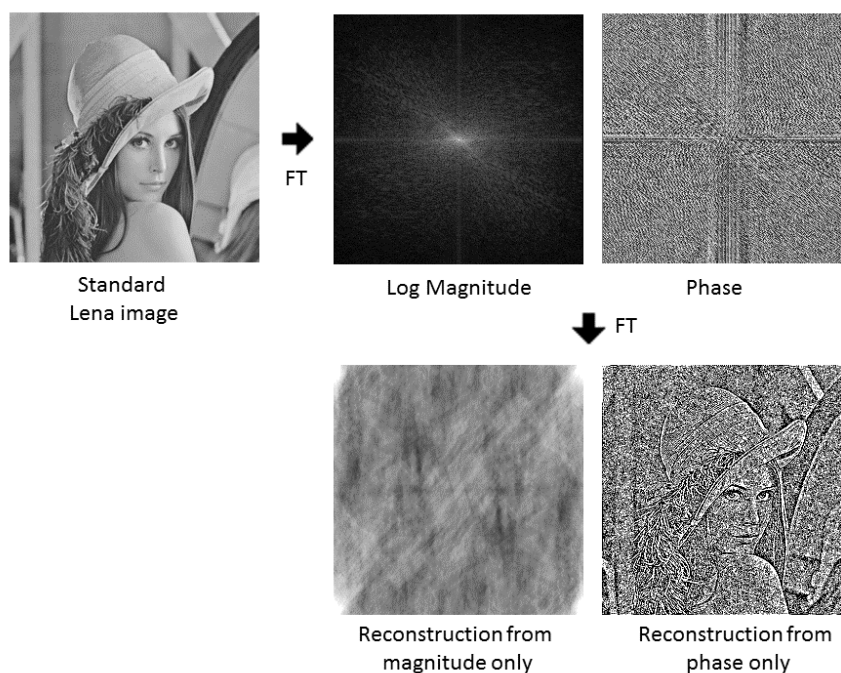 FT
Standard
Lena image
Log Magnitude
Phase
FT
Reconstruction from
magnitude only
Reconstruction from
phase only